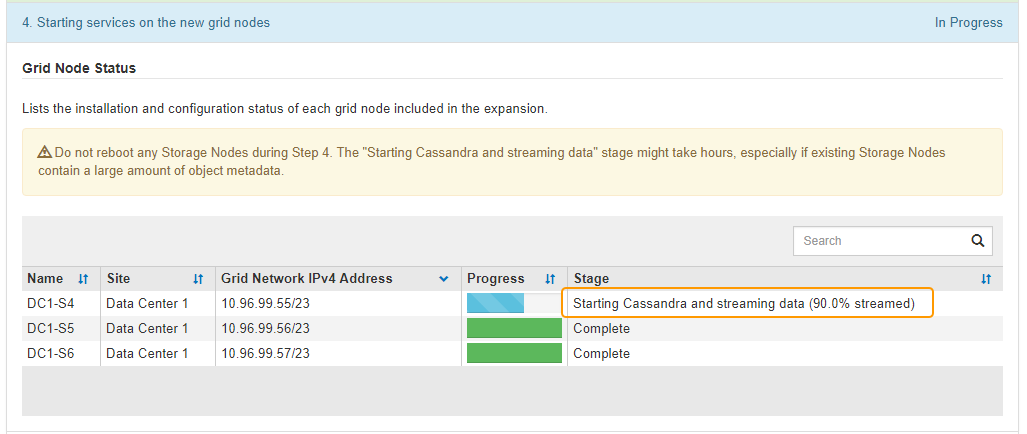 4. Starting services on the new grid nodes In Progress
Grid Node Status
Lists the installation and configuration status of each grid node included in the expansion.
Do not reboot any Storage Nodes during Step 4. The "Starting Cassandra and streaming data" stage might take hours, especially if existing Storage Nodes
contain a large amount of object metadata.
Search
Name Site Grid Network IPv4 Address Progress Stage
DC1-S4 Data Center 1 10.96.99.55/23 Starting Cassandra and streaming data (90.0% streamed)
DC1-S5 Data Center 1 10.96.99.56/23 Complete
DC1-S6 Data Center 1 10.96.99.57/23 Complete